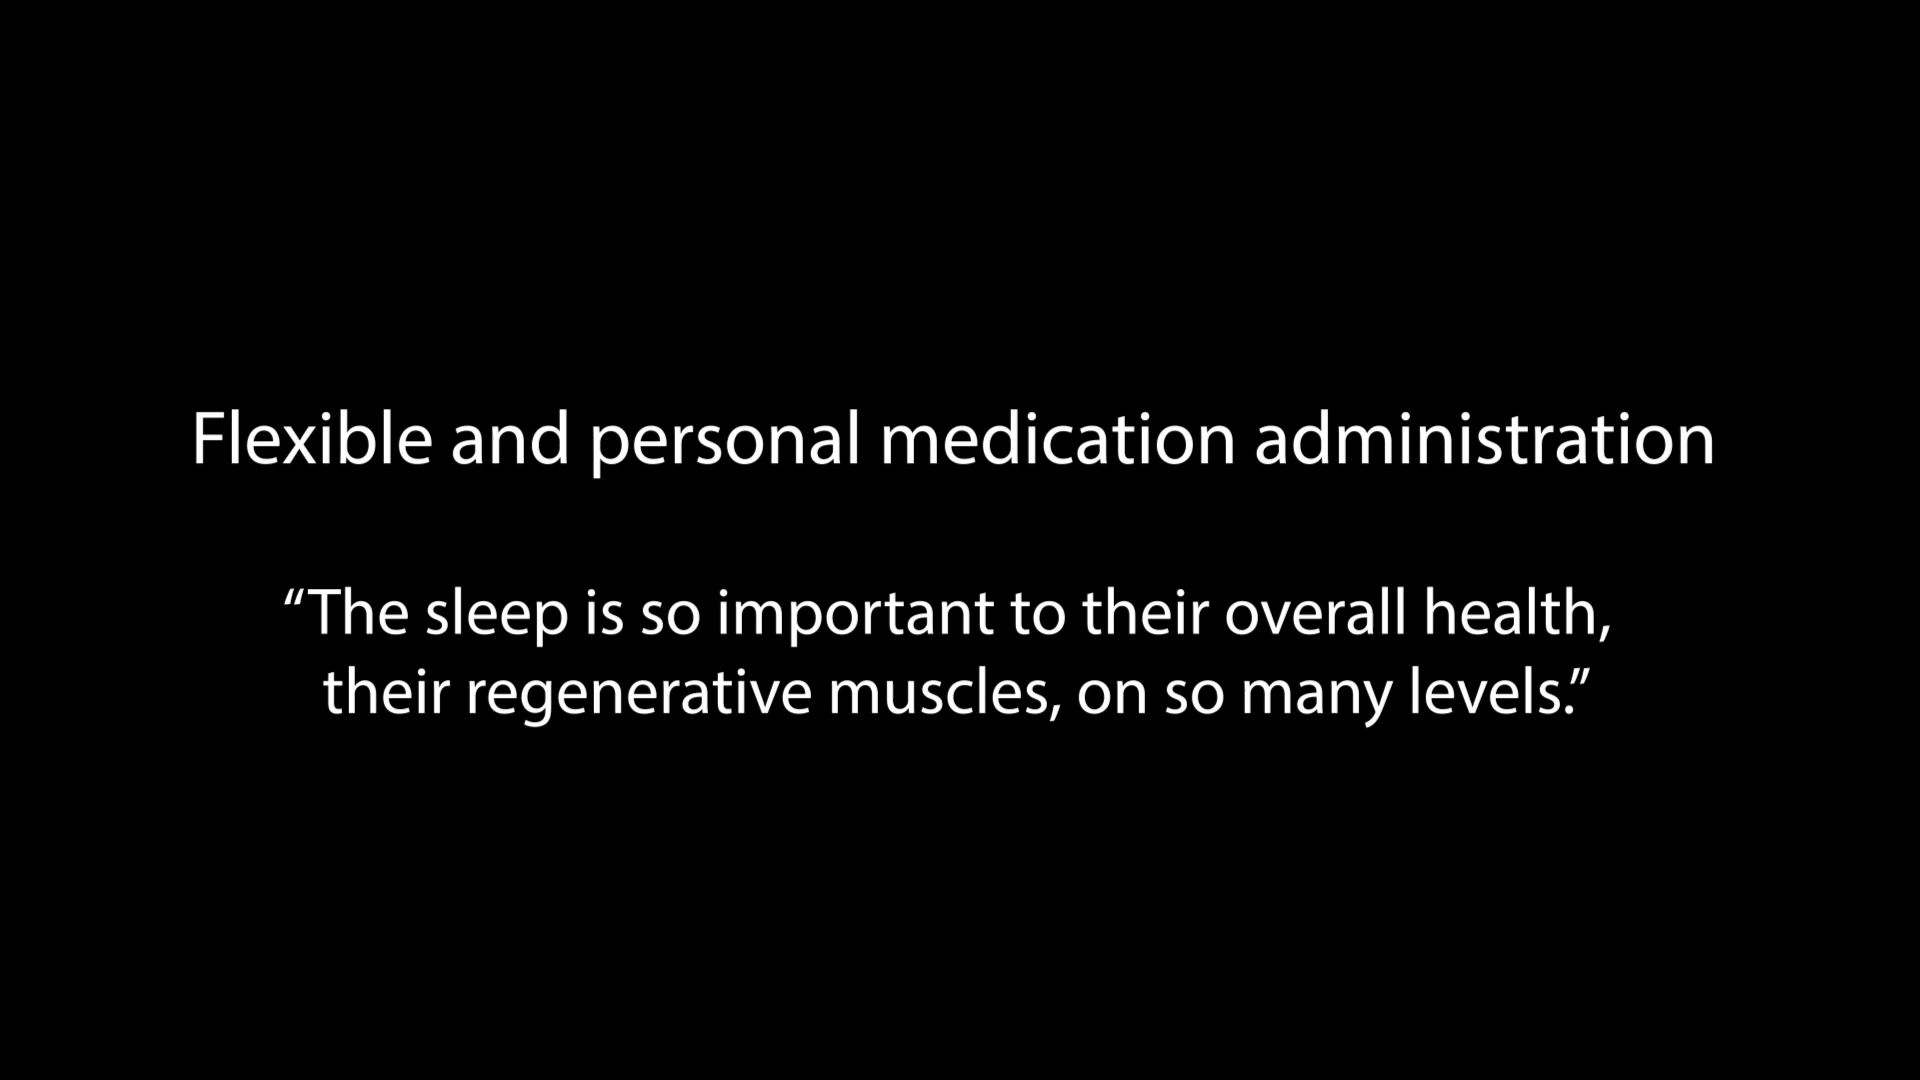 Flexible and personal medication administration
“The sleep is so important to their overall health,
their regenerative muscles, on so many levels.”